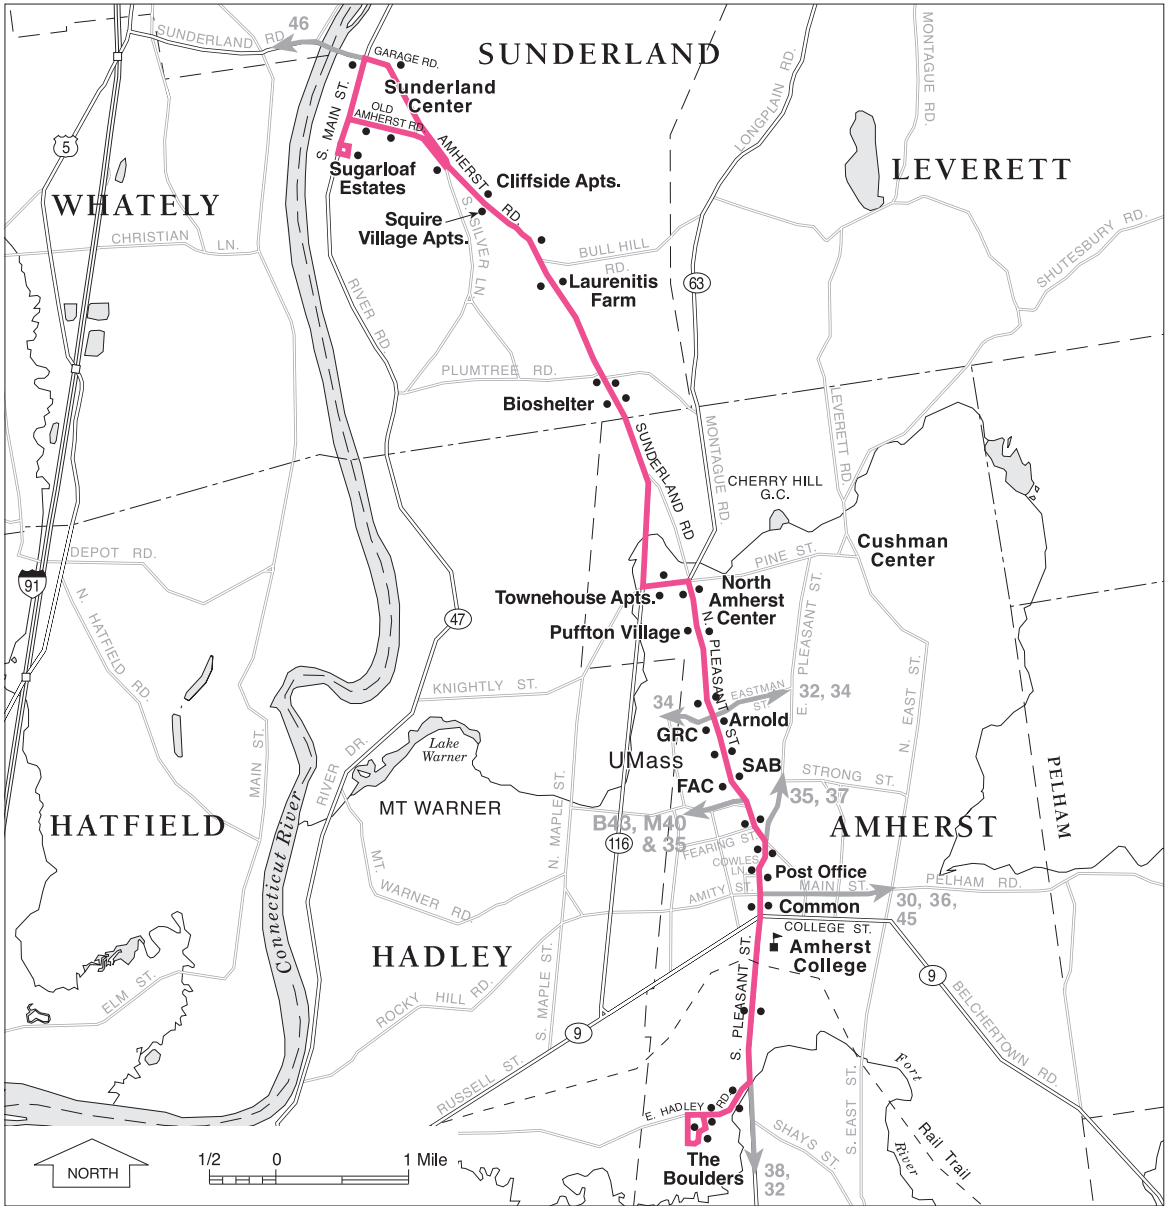 46
SUNDERLAND RD.
GARAGE RD.
SUNDERLAND
MONTAGUE RD.
LONGPLAIN RD.
Sunderland
Center
S. MAIN ST.
OLD
AMHERST RD.
5
AMHERST RD.
LEVERETT
Sugarloaf
Estates
Cliffside Apts.
WHATELY
S. SILVER LN.
Squire
Village Apts.
SHUTESBURY RD.
CHRISTIAN LN.
BULL HILL
RD.
RIVER RD.
Laurenitis
Farm
63
PLUMTREE RD.
Bioshelter
LEVERETT RD.
MONTAGUE RD.
SUNDERLAND RD
CHERRY HILL
G.C.
Cushman
Center
DEPOT RD.
PINE ST.
91
N. HATFIELD RD.
Townehouse Apts.
North
Amherst
Center
47
Puffton Village
N. PLEASANT ST.
E. PLEASANT ST.
N. EAST ST.
KNIGHTLY ST.
EASTMAN
ST.
32, 34
34
Arnold
GRC
UMass
Lake
Warner
RIVER DR.
MAIN ST.
SAB
STRONG ST.
PELHAM
FAC
35, 37
N. MAPLE ST.
MT WARNER
HATFIELD
B43, M40
& 35
AMHERST
116
FEARING ST.
COWLES
LN.
Post Office
MT. WARNER RD.
AMITY ST.
MAIN ST.
PELHAM RD.
30, 36,
45
Common
Connecticut River
COLLEGE ST.
HADLEY
Amherst
College
ELM ST.
ROCKY HILL RD.
S. MAPLE ST.
S. PLEASANT ST.
9
BELCHERTOWN RD.
9
RUSSELL ST.
Fort
River
E. HADLEY RD.
S. EAST ST.
Rail Trail
SHAYS ST.
The
Boulders
38,
32
NORTH
1/2 0 1 Mile